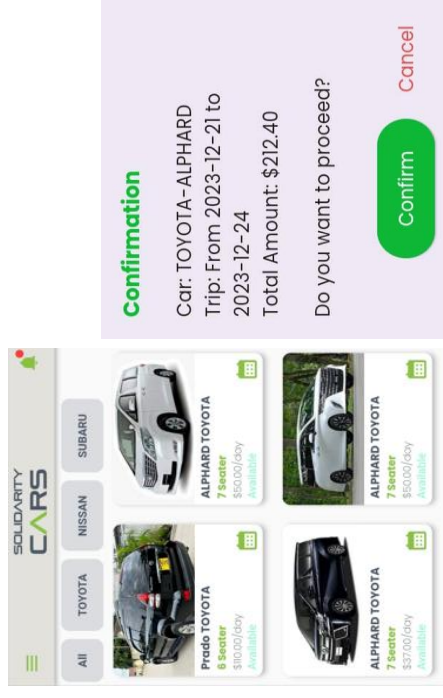 SOLIDARITY
CARS
All
TOYOTA
NISSAN
SUBARU
Prado TOYOTA
6 Seater
$110.00/day
Available
ALPHARD TOYOTA
7 Seater
$50.00/day
Available
ALPHARD TOYOTA
7 Seater
$37.00/day
Available
ALPHARD TOYOTA
7 Seater
$50.00/day
Available
Confirmation
Car: TOYOTA-ALPHARD
Trip: From 2023-12-21 to
2023-12-24
Total Amount: $212.40
Do you want to proceed?
Confirm
Cancel